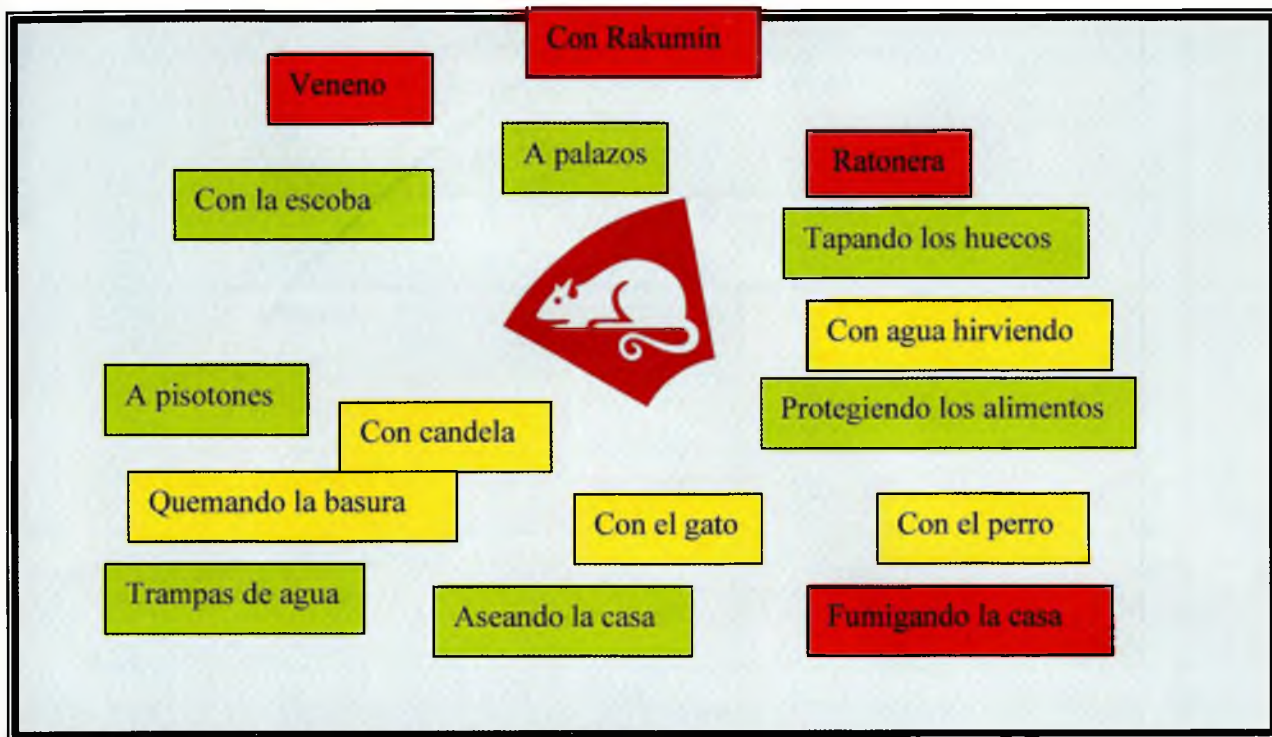 Con Rakumín
Veneno
A palazos
Ratonera
Con la escoba
Tapando los huecos
Con agua hirviendo
A pisotones
Protegiendo los alimentos
Con candela
Quemando la basura
Con el gato
Con el perro
Trampas de agua
Aseando la casa
Fumigando la casa